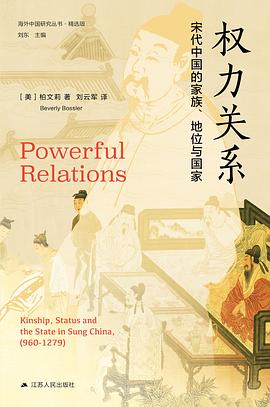 海外中国研究丛书·精选版
刘东 主编
权力关系
宋代中国的家族、地位与国家
[美] 柏文莉 著 刘云军 译
Beverly Bossler
Powerful
Relations
Kinship, Status and
the State in Sung China,
(960-1279)
江苏人民出版社